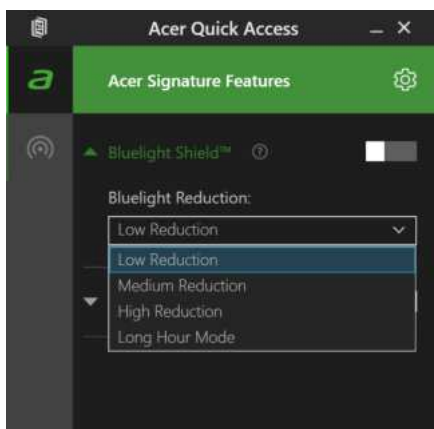 Acer Quick Access
Acer Signature Features
Bluelight Shield™
Bluelight Reduction:
Low Reduction
Low Reduction
Medium Reduction
High Reduction
Long Hour Mode